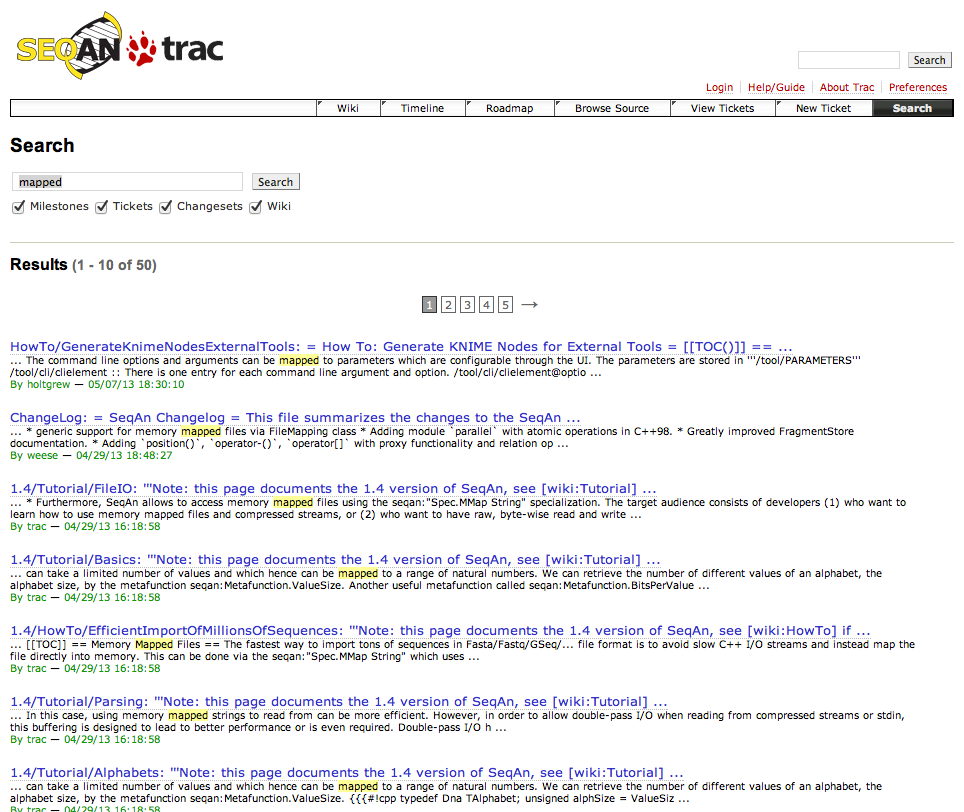 SEQAN trac
Search
Login Help/Guide About Trac Preferences
Wiki Timeline Roadmap Browse Source View Tickets New Ticket Search
Search
mapped Search
Milestones Tickets Changesets Wiki
Results (1 - 10 of 50)
1 2 3 4 5 →
HowTo/GenerateKnimeNodesExternalTools: = How To: Generate KNIME Nodes for External Tools = [[TOC()]] == ...
... The command line options and arguments can be mapped to parameters which are configurable through the UI. The parameters are stored in '''/tool/PARAMETERS'''
/tool/cli/clielement :: There is one entry for each command line argument and option. /tool/cli/clielement@optio ...
By holtgrew — 05/07/13 18:30:10
ChangeLog: = SeqAn Changelog = This file summarizes the changes to the SeqAn ...
... * generic support for memory mapped files via FileMapping class * Adding module `parallel` with atomic operations in C++98. * Greatly improved FragmentStore
documentation. * Adding `position()`, `operator-()`, `operator[]` with proxy functionality and relation op ...
By weese — 04/29/13 18:48:27
1.4/Tutorial/FileIO: '''Note: this page documents the 1.4 version of SeqAn, see [wiki:Tutorial] ...
... * Furthermore, SeqAn allows to access memory mapped files using the seqan:"Spec.MMap String" specialization. The target audience consists of developers (1) who want to
learn how to use memory mapped files and compressed streams, or (2) who want to have raw, byte-wise read and write ...
By trac — 04/29/13 16:18:58
1.4/Tutorial/Basics: '''Note: this page documents the 1.4 version of SeqAn, see [wiki:Tutorial] ...
... can take a limited number of values and which hence can be mapped to a range of natural numbers. We can retrieve the number of different values of an alphabet, the
alphabet size, by the metafunction seqan:Metafunction.ValueSize. Another useful metafunction called seqan:Metafunction.BitsPerValue ...
By trac — 04/29/13 16:18:58
1.4/HowTo/EfficientImportOfMillionsOfSequences: '''Note: this page documents the 1.4 version of SeqAn, see [wiki:HowTo] if ...
... [[TOC]] == Memory Mapped Files == The fastest way to import tons of sequences in Fasta/Fastq/GSeq/... file format is to avoid slow C++ I/O streams and instead map the
file directly into memory. This can be done via the seqan:"Spec.MMap String" which uses ...
By trac — 04/29/13 16:18:58
1.4/Tutorial/Parsing: '''Note: this page documents the 1.4 version of SeqAn, see [wiki:Tutorial] ...
... In this case, using memory mapped strings to read from can be more efficient. However, in order to allow double-pass I/O when reading from compressed streams or stdin,
this buffering is designed to lead to better performance or is even required. Double-pass I/O h ...
By trac — 04/29/13 16:18:58
1.4/Tutorial/Alphabets: '''Note: this page documents the 1.4 version of SeqAn, see [wiki:Tutorial] ...
... can take a limited number of values and which hence can be mapped to a range of natural numbers. We can retrieve the number of different values of an alphabet, the
alphabet size, by the metafunction seqan:Metafunction.ValueSize. {{{#!cpp typedef Dna TAlphabet; unsigned alphSize = ValueSiz ...
By trac — 04/29/13 16:18:58